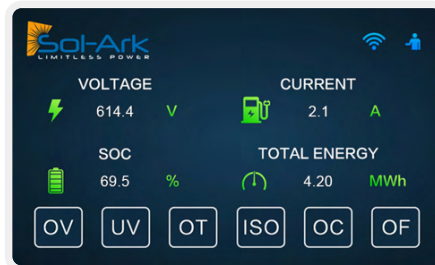 Sol-Ark
LIMITLESS POWER
VOLTAGE
614.4 V
CURRENT
2.1 A
SOC
69.5 %
TOTAL ENERGY
4.20 MWh
OV UV OT ISO OC OF